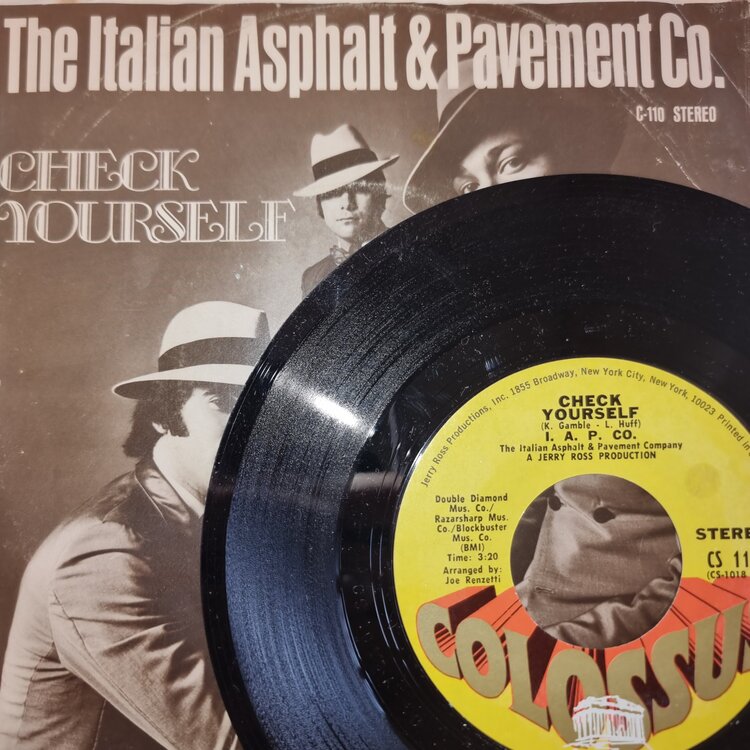 The Italian Asphalt & Pavement Co.
C-110 STEREO
CHECK
YOURSELF
Jerry Ross Productions, Inc. 1855 Broadway, New York City, New York, 10023 Printed in
CHECK
YOURSELF
(K. Gamble - L. Huff)
I. A. P. CO.
The Italian Asphalt & Pavement Company
A JERRY ROSS PRODUCTION
Double Diamond
Mus. Co./
Razarsharp Mus.
Co./Blockbuster
Mus. Co.
(BMI)
Time: 3:20
Arranged by:
Joe Renzetti
STERE
CS 11
(CS-1018
COLOSSU